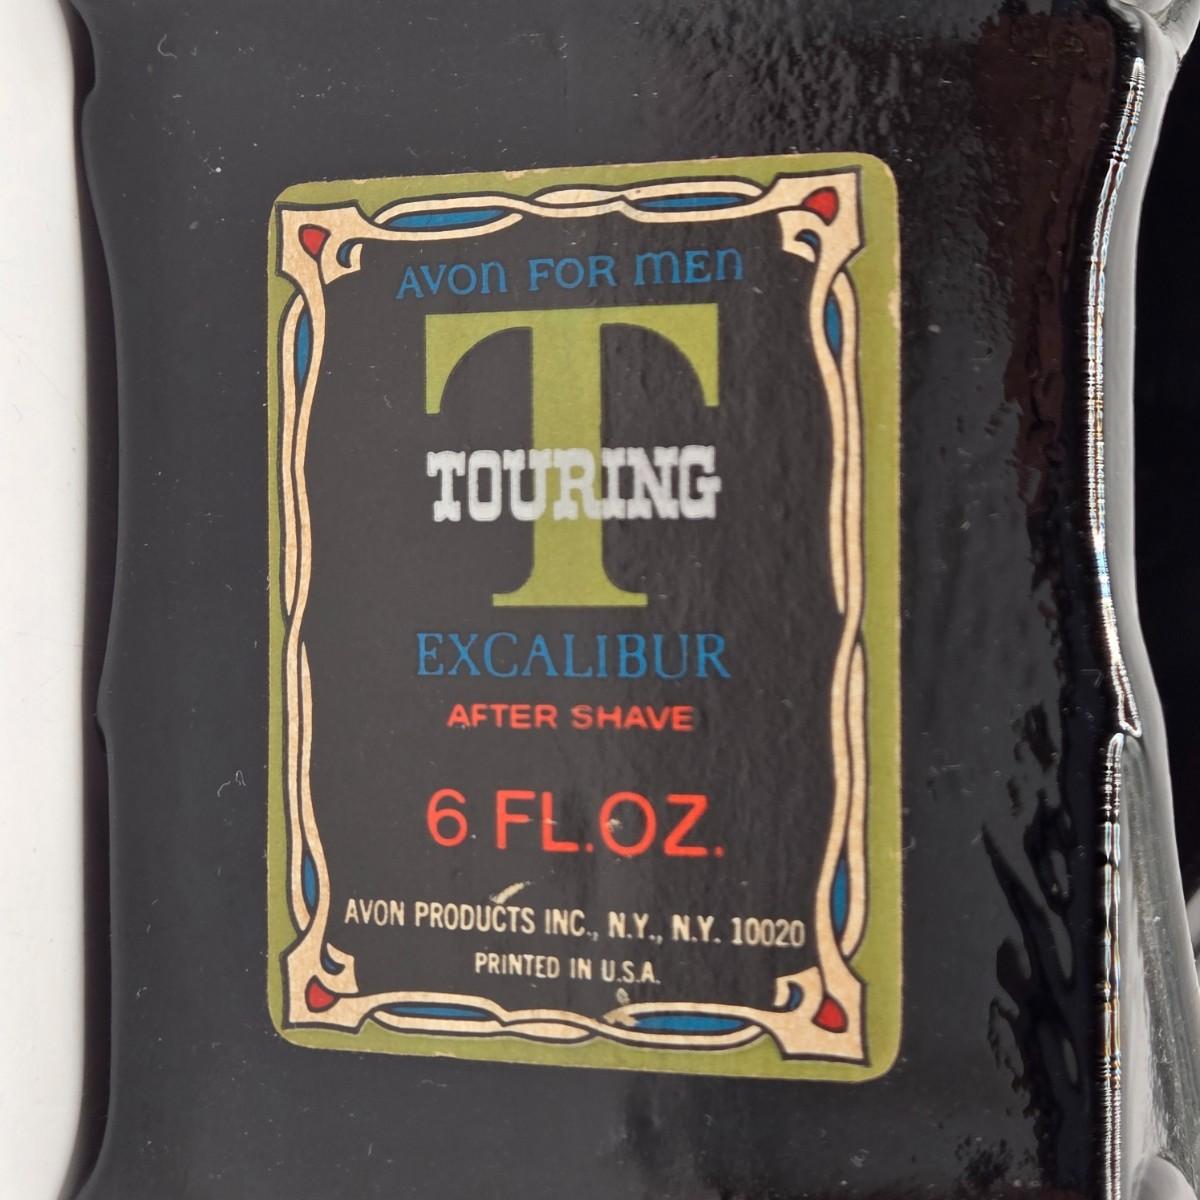 AVON FOR MEN
T
TOURING
EXCALIBUR
AFTER SHAVE
6 FL.OZ.
AVON PRODUCTS INC., N.Y., N.Y. 10020
PRINTED IN U.S.A.